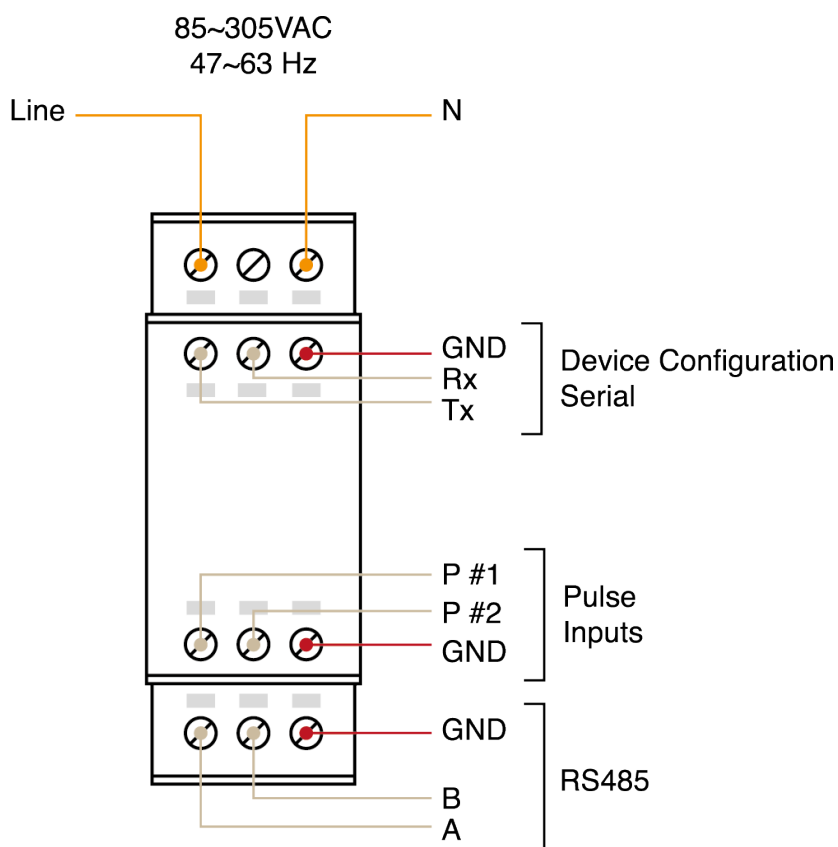 85~305VAC
47~63 Hz
Line
N
GND
Rx
Tx
Device Configuration
Serial
P #1
P #2
GND
Pulse
Inputs
GND
B
A
RS485